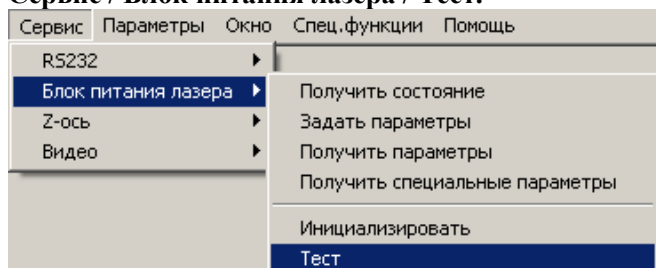 Сервис / Блок питания лазера / Тест.
Сервис Параметры Окно Спец.функции Помощь
RS232
Блок питания лазера
Z-ось
Видео
Получить состояние
Задать параметры
Получить параметры
Получить специальные параметры
Инициализировать
Тест